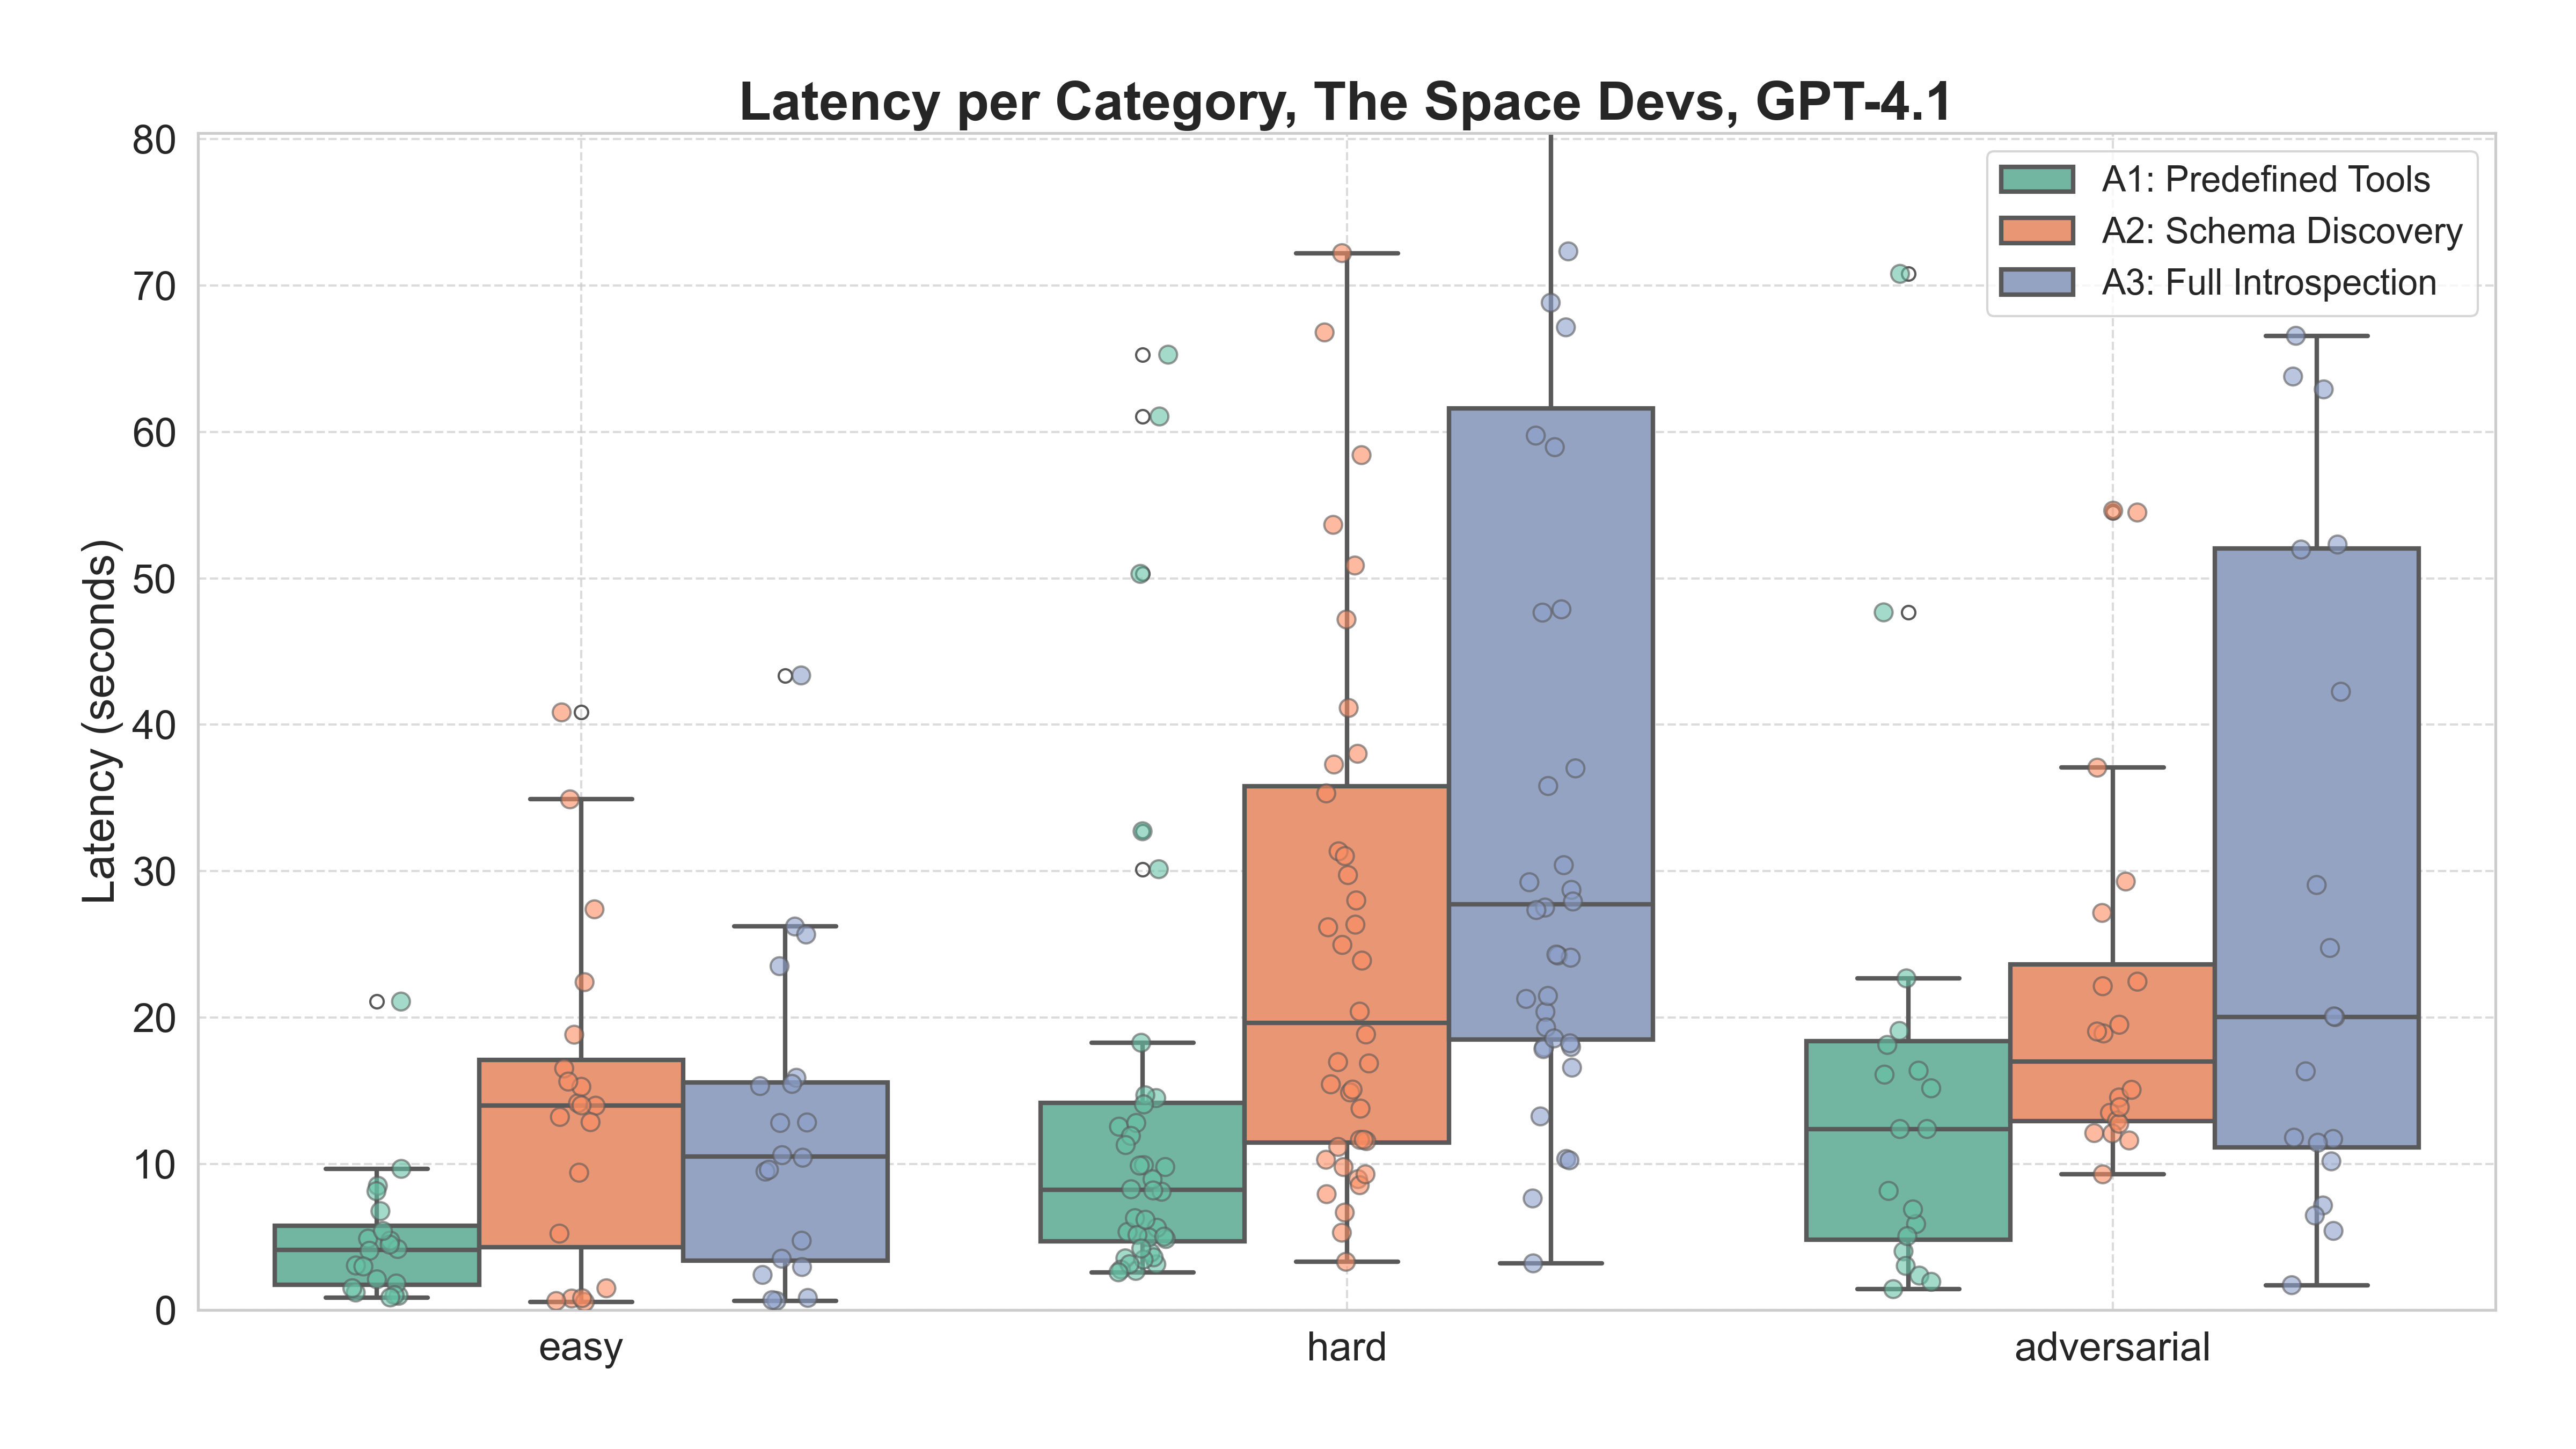 Latency per Category, The Space Devs, GPT-4.1
80
70
60
50
40
30
20
10
0
Latency (seconds)
A1: Predefined Tools
A2: Schema Discovery
A3: Full Introspection
easy
hard
adversarial